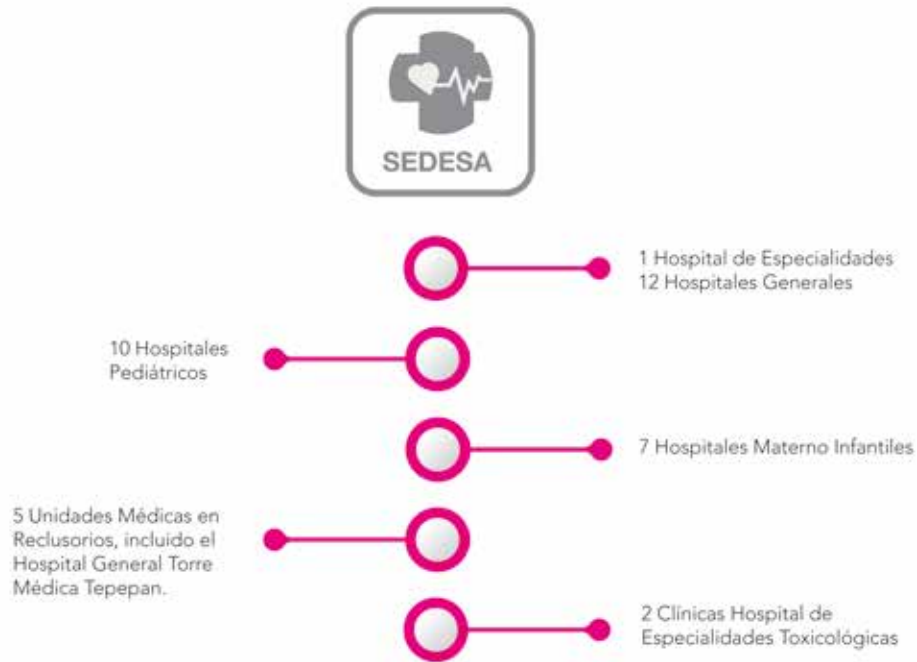 SEDESA
1 Hospital de Especialidades
12 Hospitales Generales
10 Hospitales
Pediátricos
7 Hospitales Materno Infantiles
5 Unidades Médicas en
Reclusorios, incluido el
Hospital General Torre
Médica Tepepan.
2 Clínicas Hospital de
Especialidades Toxicológicas